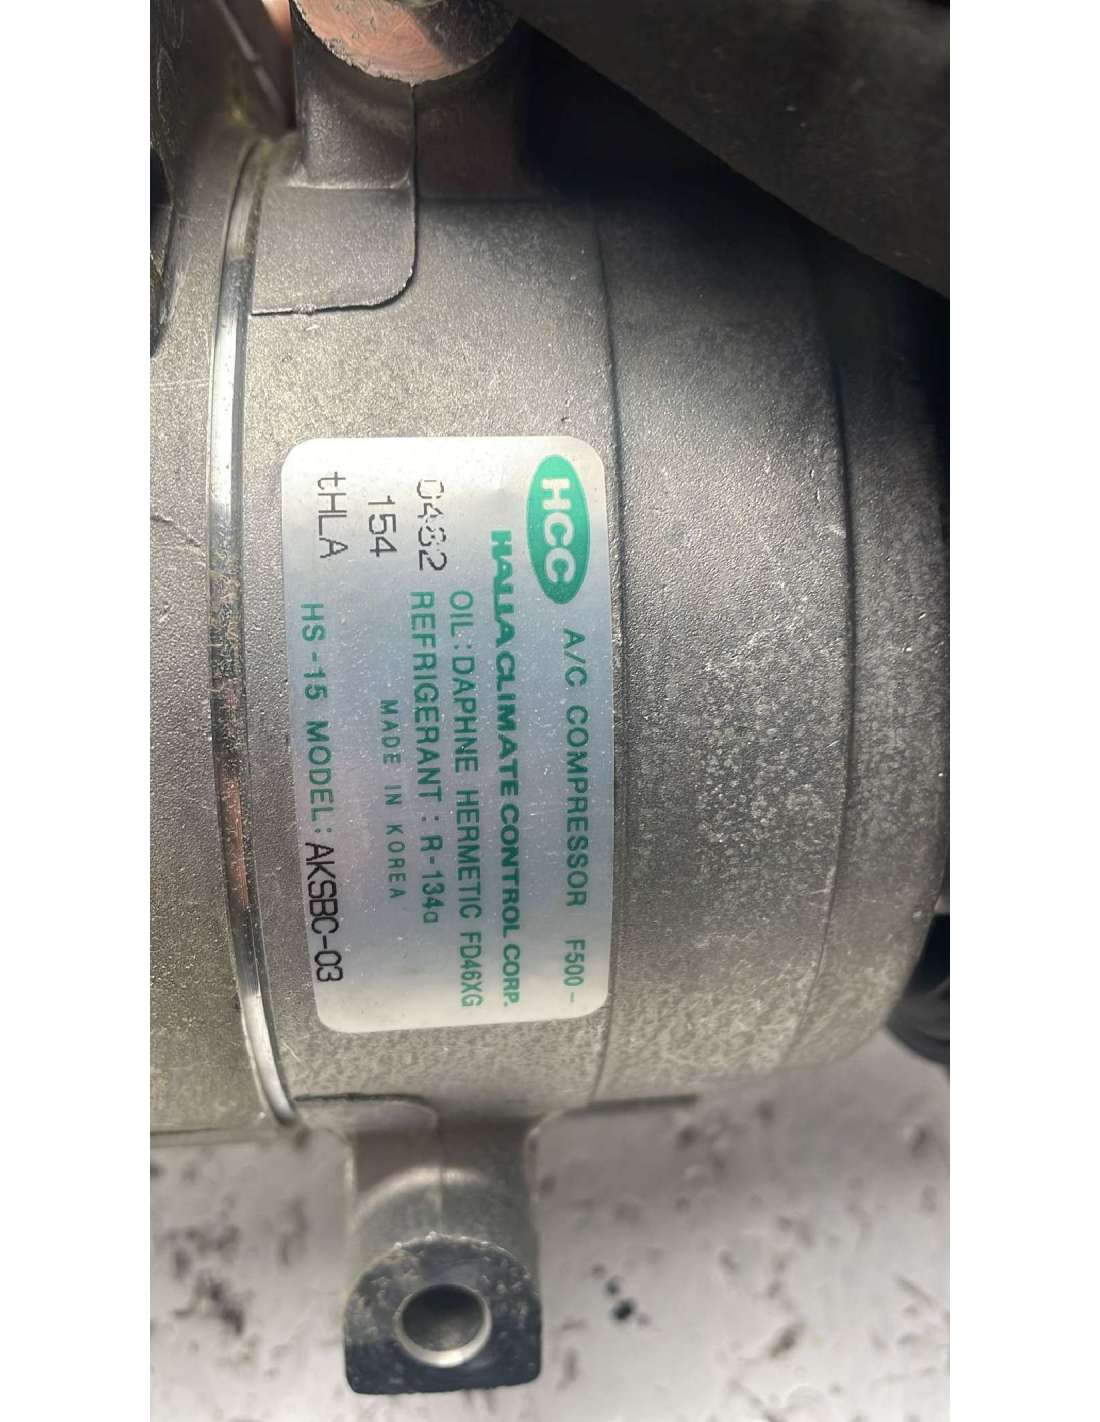 HCC A/C COMPRESSOR F500-
HALLA CLIMATE CONTROL CORP.
OIL:DAPHNE HERMETIC FD46XG
0482 REFRIGERANT : R-134a
154 MADE IN KOREA
tHLA HS-15 MODEL: AKSBC-03